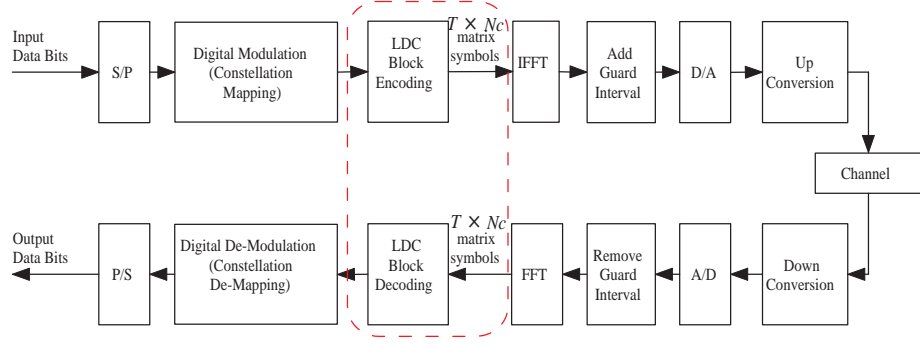 Input
Data Bits
S/P
Digital Modulation
(Constellation
Mapping)
LDC
Block
Encoding
T × Nc
matrix
symbols
IFFT
Add
Guard
Interval
D/A
Up
Conversion
Channel
Output
Data Bits
P/S
Digital De-Modulation
(Constellation
De-Mapping)
LDC
Block
Decoding
T × Nc
matrix
symbols
FFT
Remove
Guard
Interval
A/D
Down
Conversion